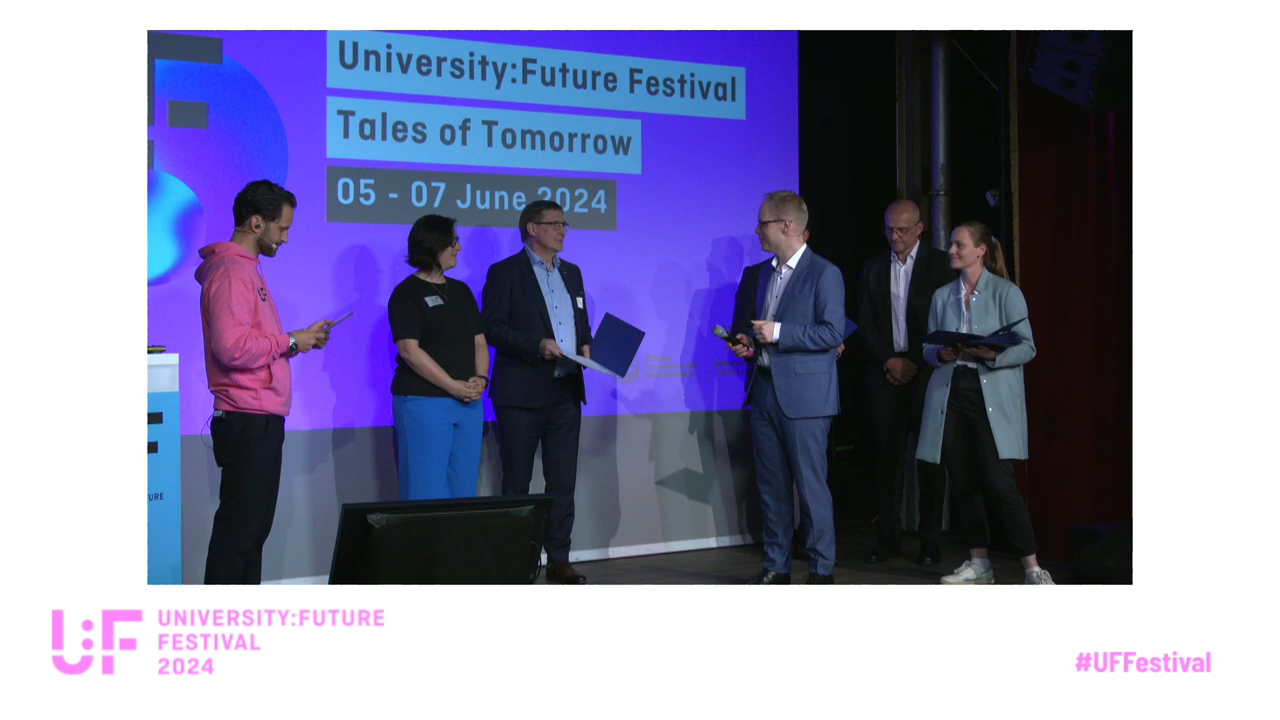 University:Future Festival
Tales of Tomorrow
05 - 07 June 2024
U:F
UNIVERSITY:FUTURE
FESTIVAL
2024
#UFFestival